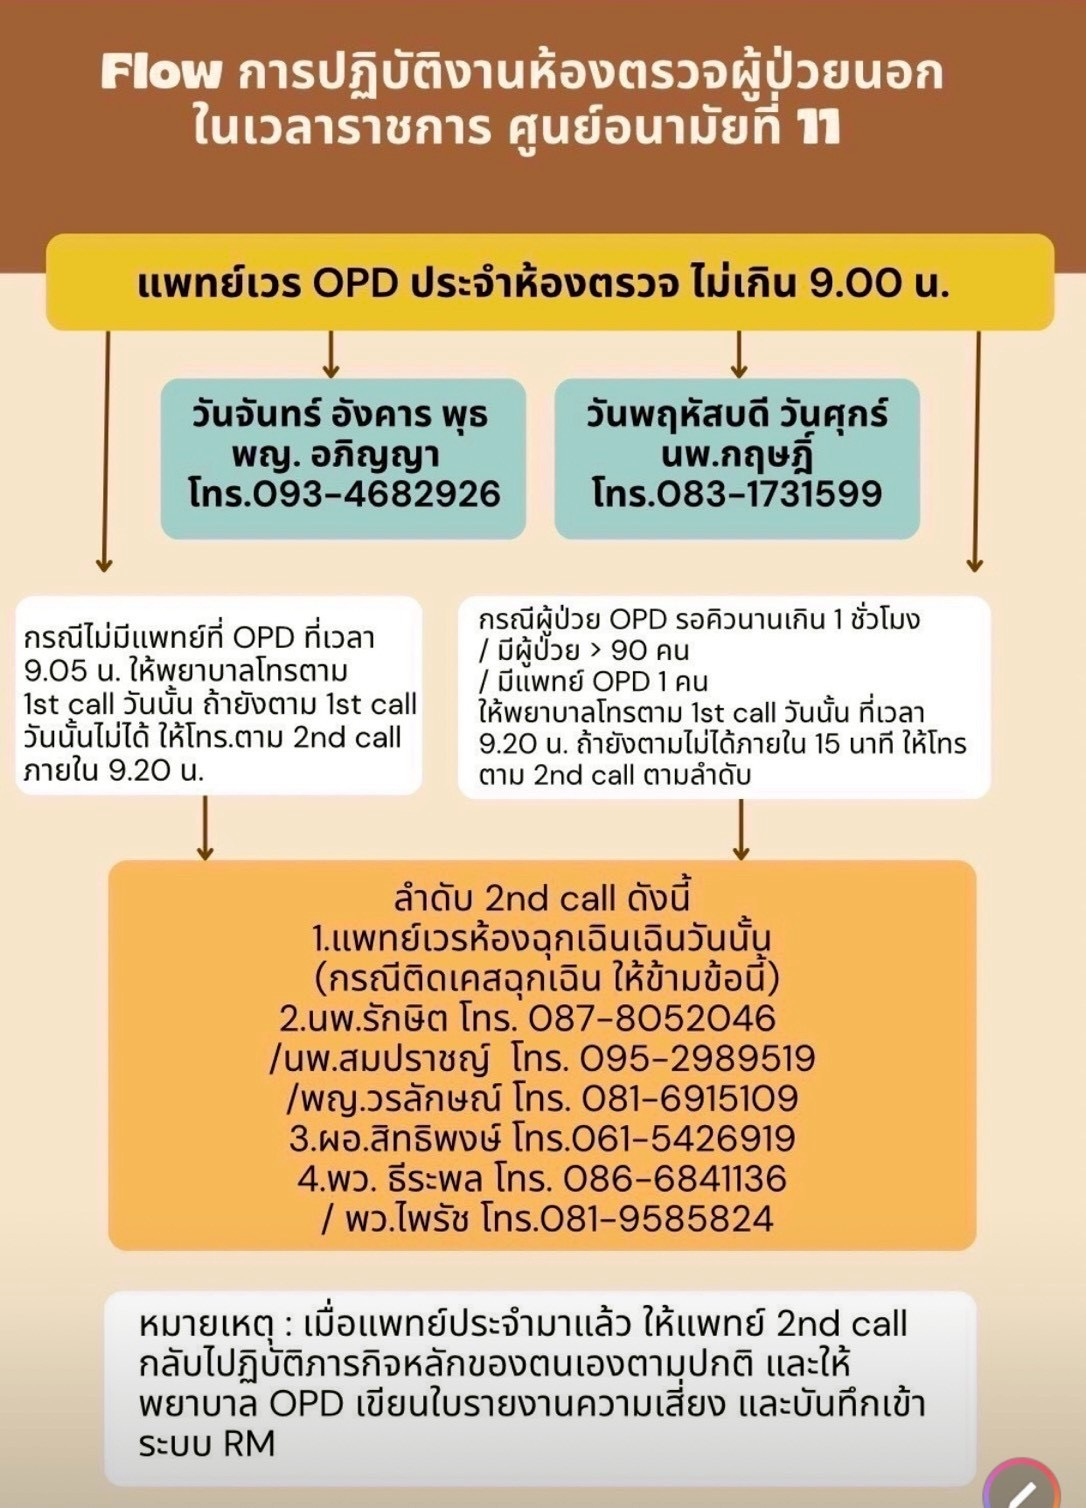 Flow การปฏิบัติงานห้องตรวจผู้ป่วยนอก
ในเวลาราชการ ศูนย์อนามัยที่ 11
แพทย์เวร OPD ประจำห้องตรวจ ไม่เกิน 9.00 น.
วันจันทร์ อังคาร พุธ
พญ. อภิญญา
โทร.093-4682926
วันพฤหัสบดี วันศุกร์
นพ.กฤษฎิ์
โทร.083-1731599
กรณีไม่มีแพทย์ที่ OPD ที่เวลา
9.05 น. ให้พยาบาลโทรตาม
1st call วันนั้น ถ้ายังตาม 1st call
วันนั้นไม่ได้ ให้โทร.ตาม 2nd call
ภายใน 9.20 น.
กรณีผู้ป่วย OPD รอคิวนานเกิน 1 ชั่วโมง
/ มีผู้ป่วย > 90 คน
/ มีแพทย์ OPD 1 คน
ให้พยาบาลโทรตาม 1st call วันนั้น ที่เวลา
9.20 น. ถ้ายังตามไม่ได้ภายใน 15 นาที ให้โทร
ตาม 2nd call ตามลำดับ
ลำดับ 2nd call ดังนี้
1.แพทย์เวรห้องฉุกเฉินเฉินวันนั้น
(กรณีติดเคสฉุกเฉิน ให้ข้ามข้อนี้)
2.นพ.รักษิต โทร. 087-8052046
/นพ.สมปราชญ์ โทร. 095-2989519
/พญ.วรลักษณ์ โทร. 081-6915109
3.ผอ.สิทธิพงษ์ โทร.061-5426919
4.พว. ธีระพล โทร. 086-6841136
/ พว.ไพรัช โทร.081-9585824
หมายเหตุ : เมื่อแพทย์ประจำมาแล้ว ให้แพทย์ 2nd call
กลับไปฏิบัติภารกิจหลักของตนเองตามปกติ และให้
พยาบาล OPD เขียนใบรายงานความเสี่ยง และบันทึกเข้า
ระบบ RM